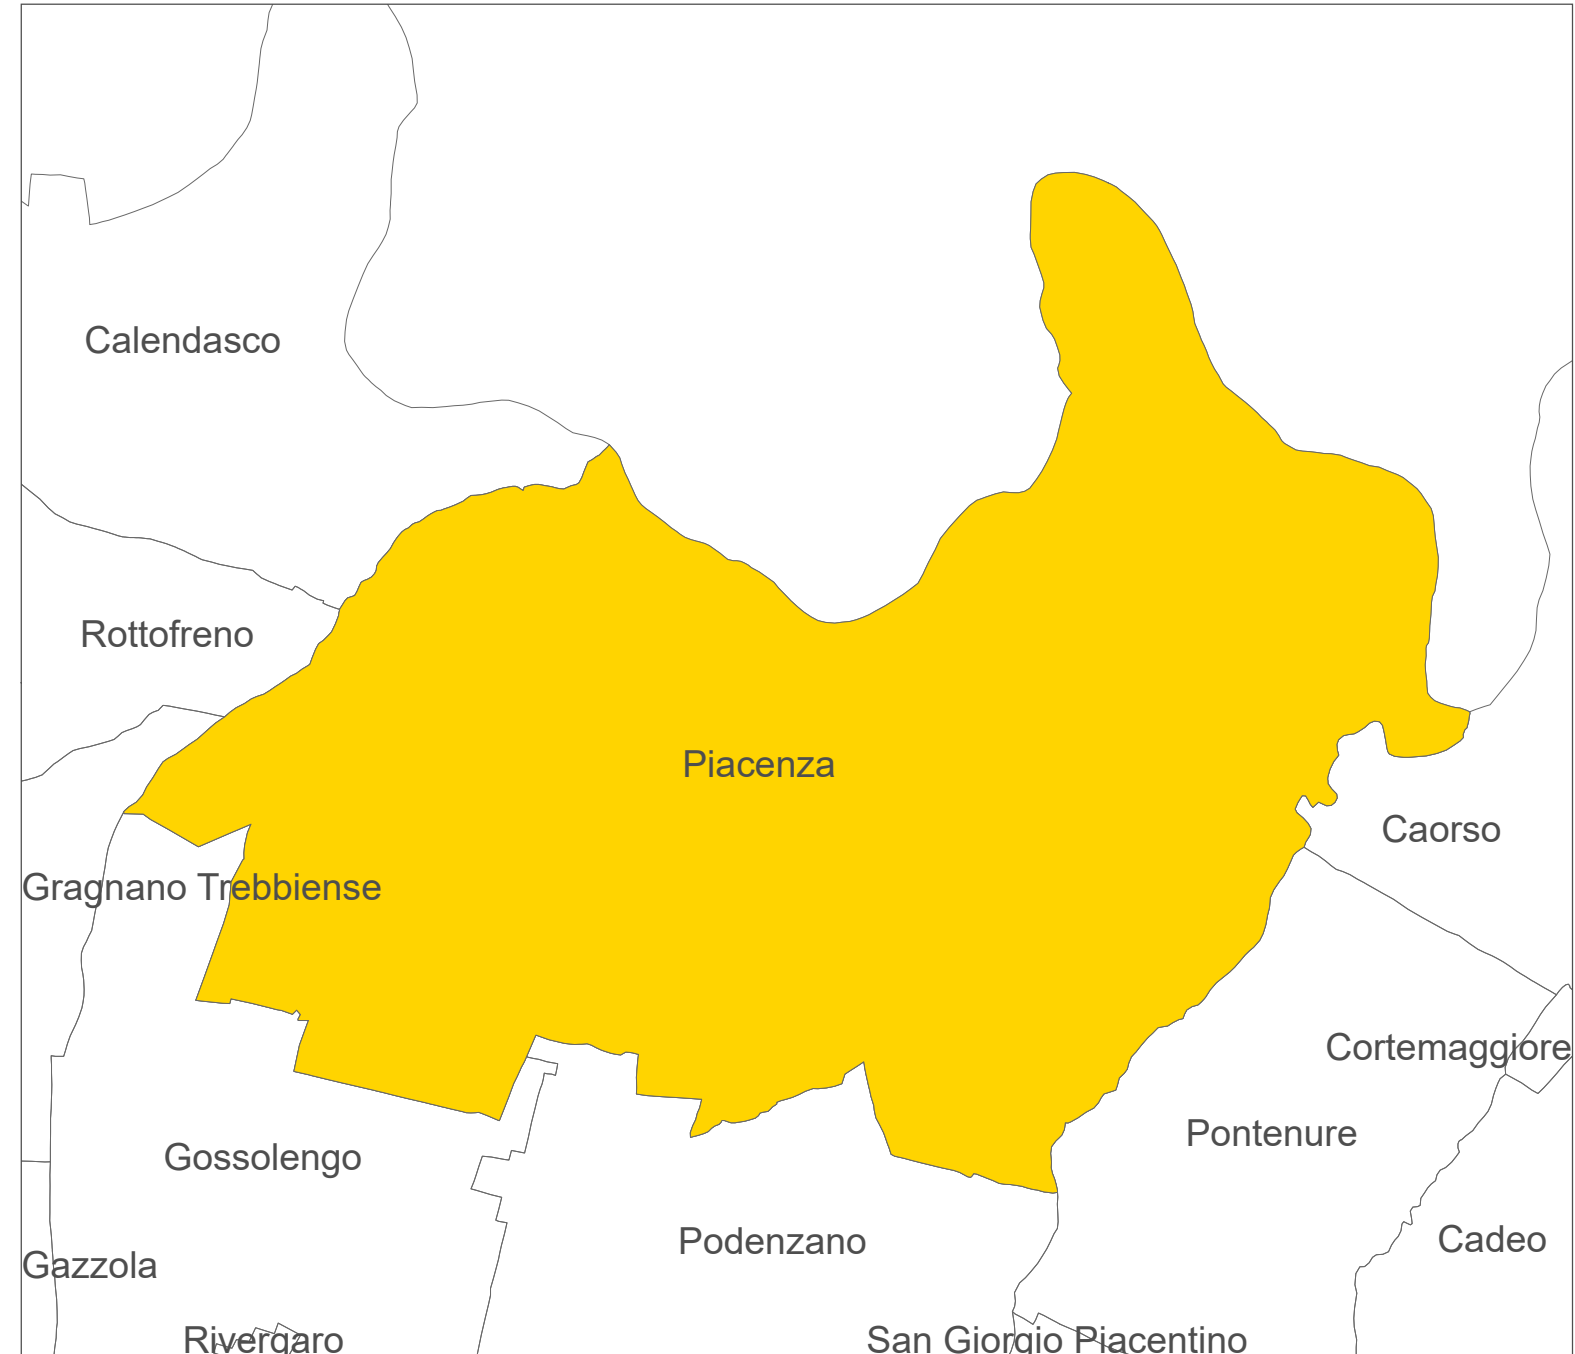 Calendasco
Rottofreno
Piacenza
Caorso
Gragnano Trebbiense
Cortemaggiore
Pontenure
Gossolengo
Podenzano
Cadeo
Gazzola
Rivergaro
San Giorgio Piacentino